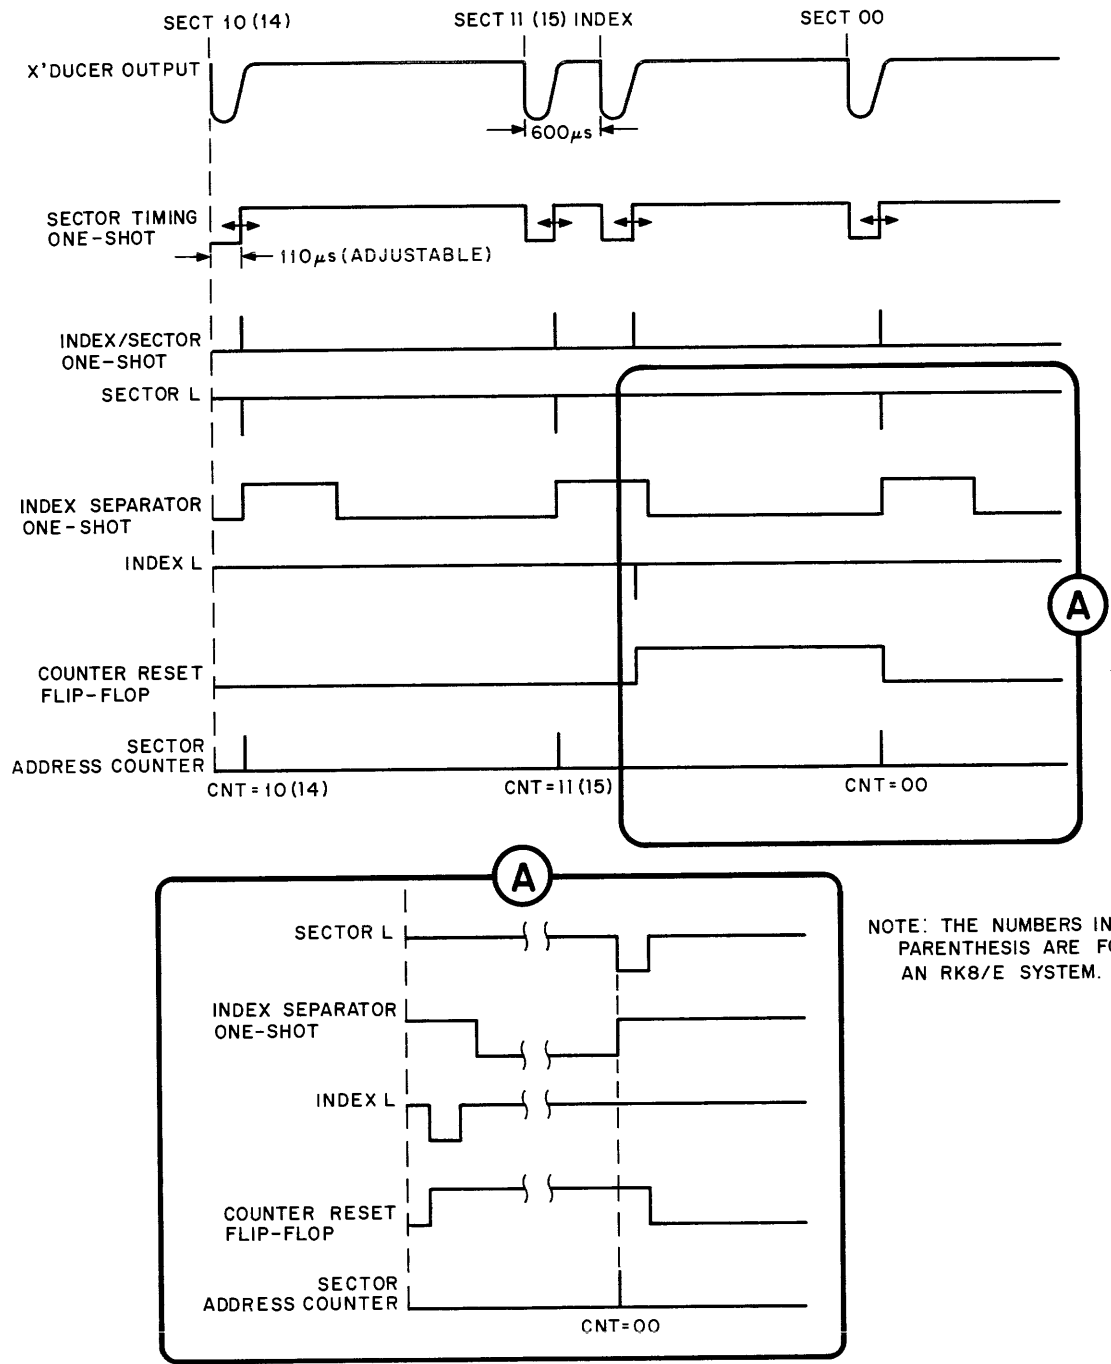 SECT 10 (14)
SECT 11 (15) INDEX
SECT 00
X'DUCER OUTPUT
600µs
SECTOR TIMING
ONE-SHOT
110µs (ADJUSTABLE)
INDEX/SECTOR
ONE-SHOT
SECTOR L
INDEX SEPARATOR
ONE-SHOT
INDEX L
A
COUNTER RESET
FLIP-FLOP
SECTOR
ADDRESS COUNTER
CNT = 10 (14)
CNT = 11 (15)
CNT = 00
A
SECTOR L
NOTE: THE NUMBERS IN
PARENTHESIS ARE
AN RK8/E SYSTEM.
INDEX SEPARATOR
ONE-SHOT
INDEX L
COUNTER RESET
FLIP-FLOP
SECTOR
ADDRESS COUNTER
CNT = 00